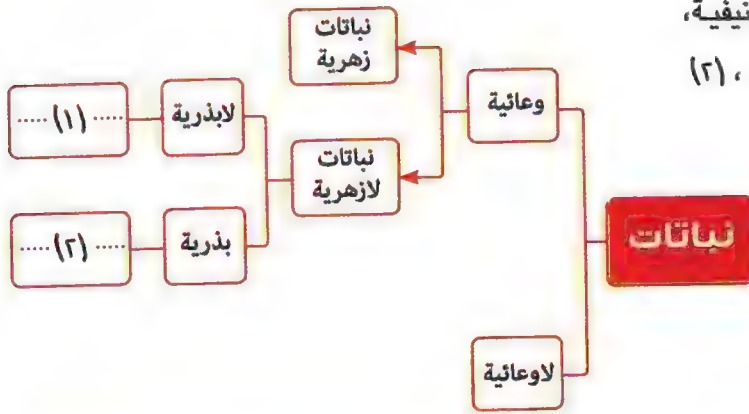 نيفية،
، (٢)
نباتات
زهرية
وعائية
لابذرية
..... (١) .....
نباتات
لازهرية
نباتات
بذرية
..... (٢) .....
لاوعائية